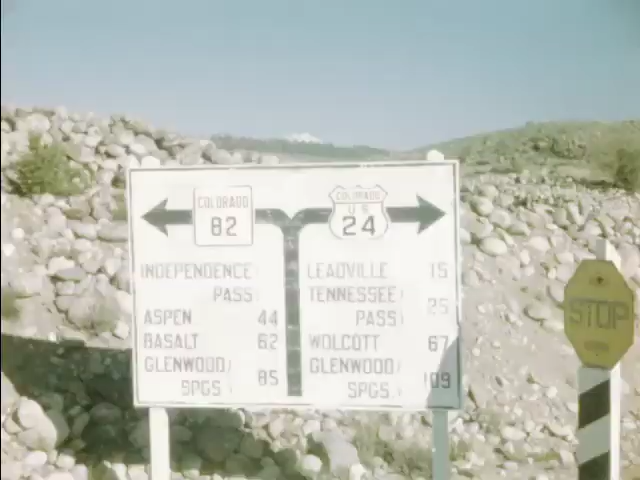 COLORADO
82
COLORADO
U S
24
INDEPENDENCE
PASS
ASPEN 44
BASALT 62
GLENWOOD
SPGS. 85
LEADVILLE 15
TENNESSEE
PASS 25
WOLCOTT 67
GLENWOOD
SPGS. 109
STOP